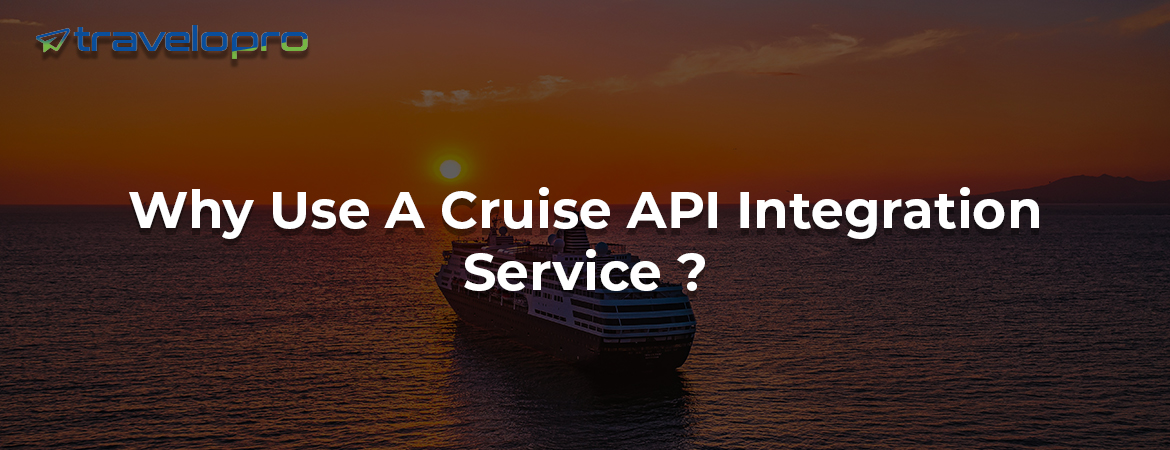 travelopro
Why Use A Cruise API Integration
Service ?